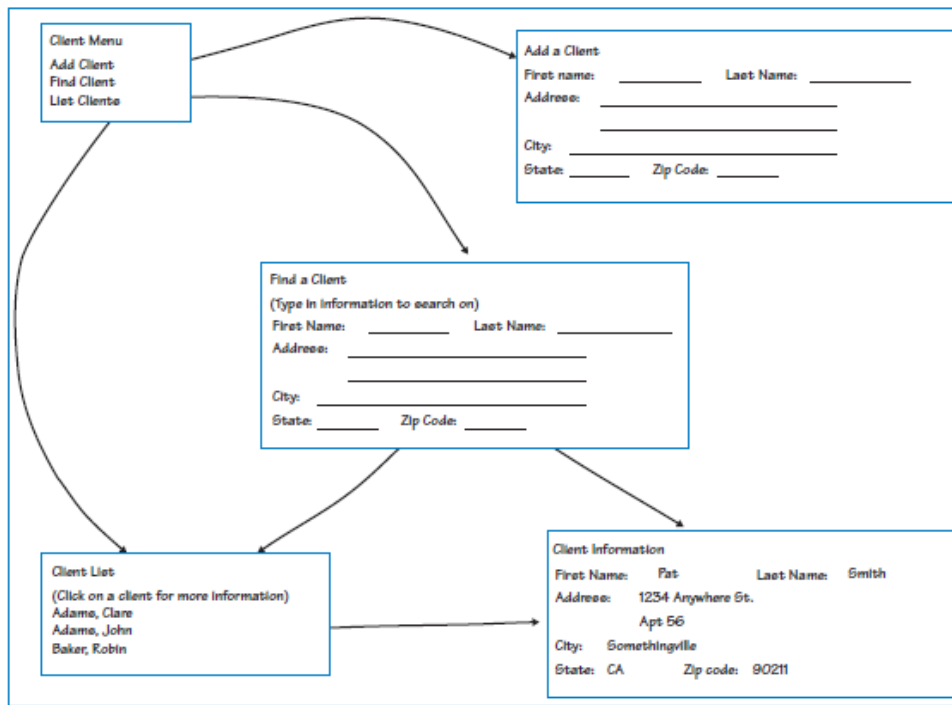 Client Menu
Add Client
Find Client
List Clients
Add a Client
First name: Last Name:
Address:
City:
State: Zip Code:
Find a Client
(Type in information to search on)
First Name: Last Name:
Address:
City:
State: Zip Code:
Client List
(Click on a client for more information)
Adams, Clare
Adams, John
Baker, Robin
Client Information
First Name: Pat Last Name: Smith
Address: 1234 Anywhere St.
Apt 56
City: Somethingville
State: CA Zip code: 90211